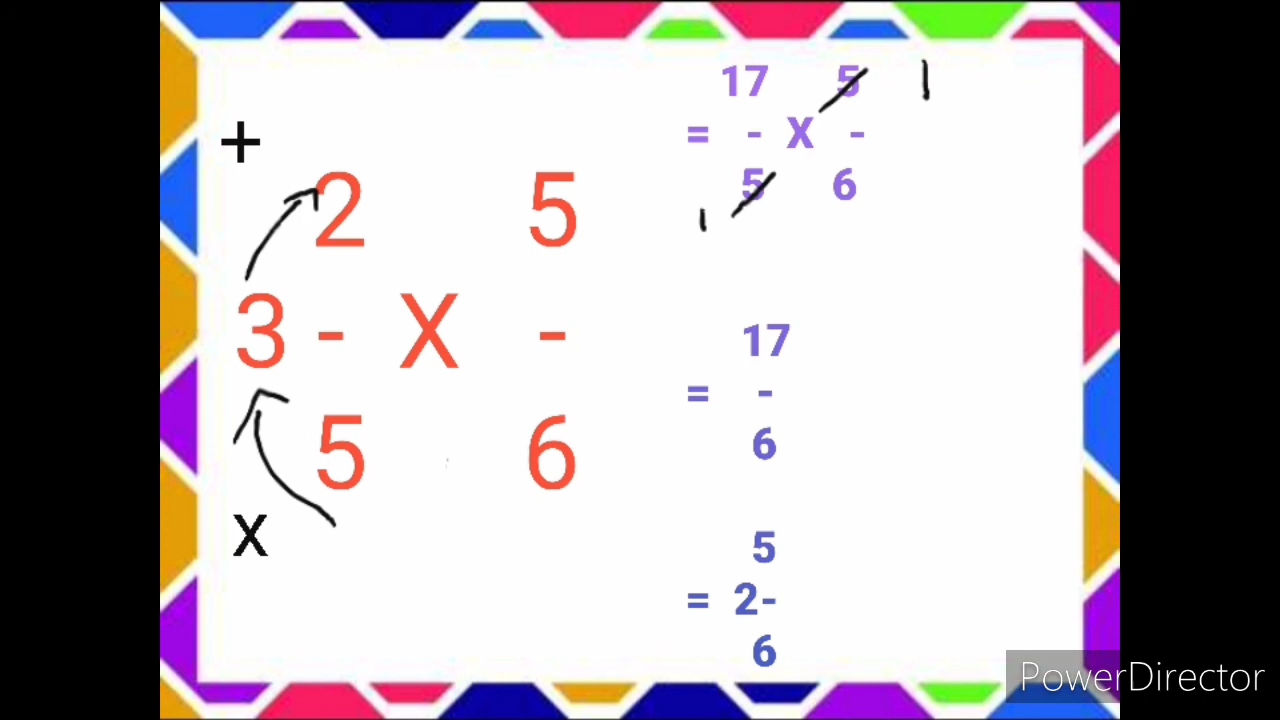 +
2 5
3 - X -
5 6
x
17 5 1
= - X -
1 5 6
17
= -
6
5
= 2-
6
PowerDirector